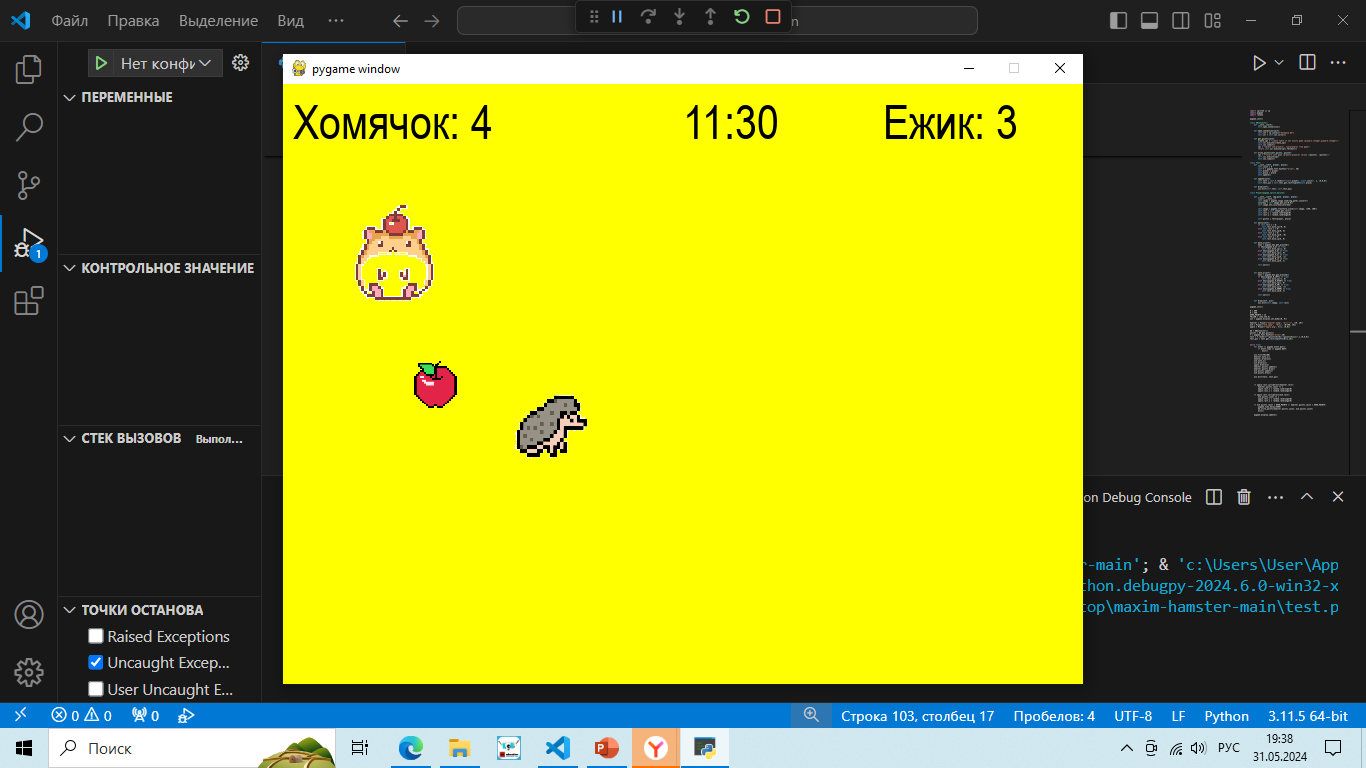 Файл Правка Выделение Вид ···
Нет конфи
pygame window
ПЕРЕМЕННЫЕ
Хомячок: 4 11:30 Ежик: 3
1
КОНТРОЛЬНОЕ ЗНАЧЕНИЕ
СТЕК ВЫЗОВОВ Выпол...
on Debug Console
r-main'; & 'c:\Users\User\App
thon.debugpy-2024.6.0-win32-x
top\maxim-hamster-main\test.p
ТОЧКИ ОСТАНОВА
Raised Exceptions
Uncaught Excep...
User Uncaught E...
0 0 0 Строка 103, столбец 17 Пробелов: 4 UTF-8 LF Python 3.11.5 64-bit
Поиск РУС 19:38
31.05.2024